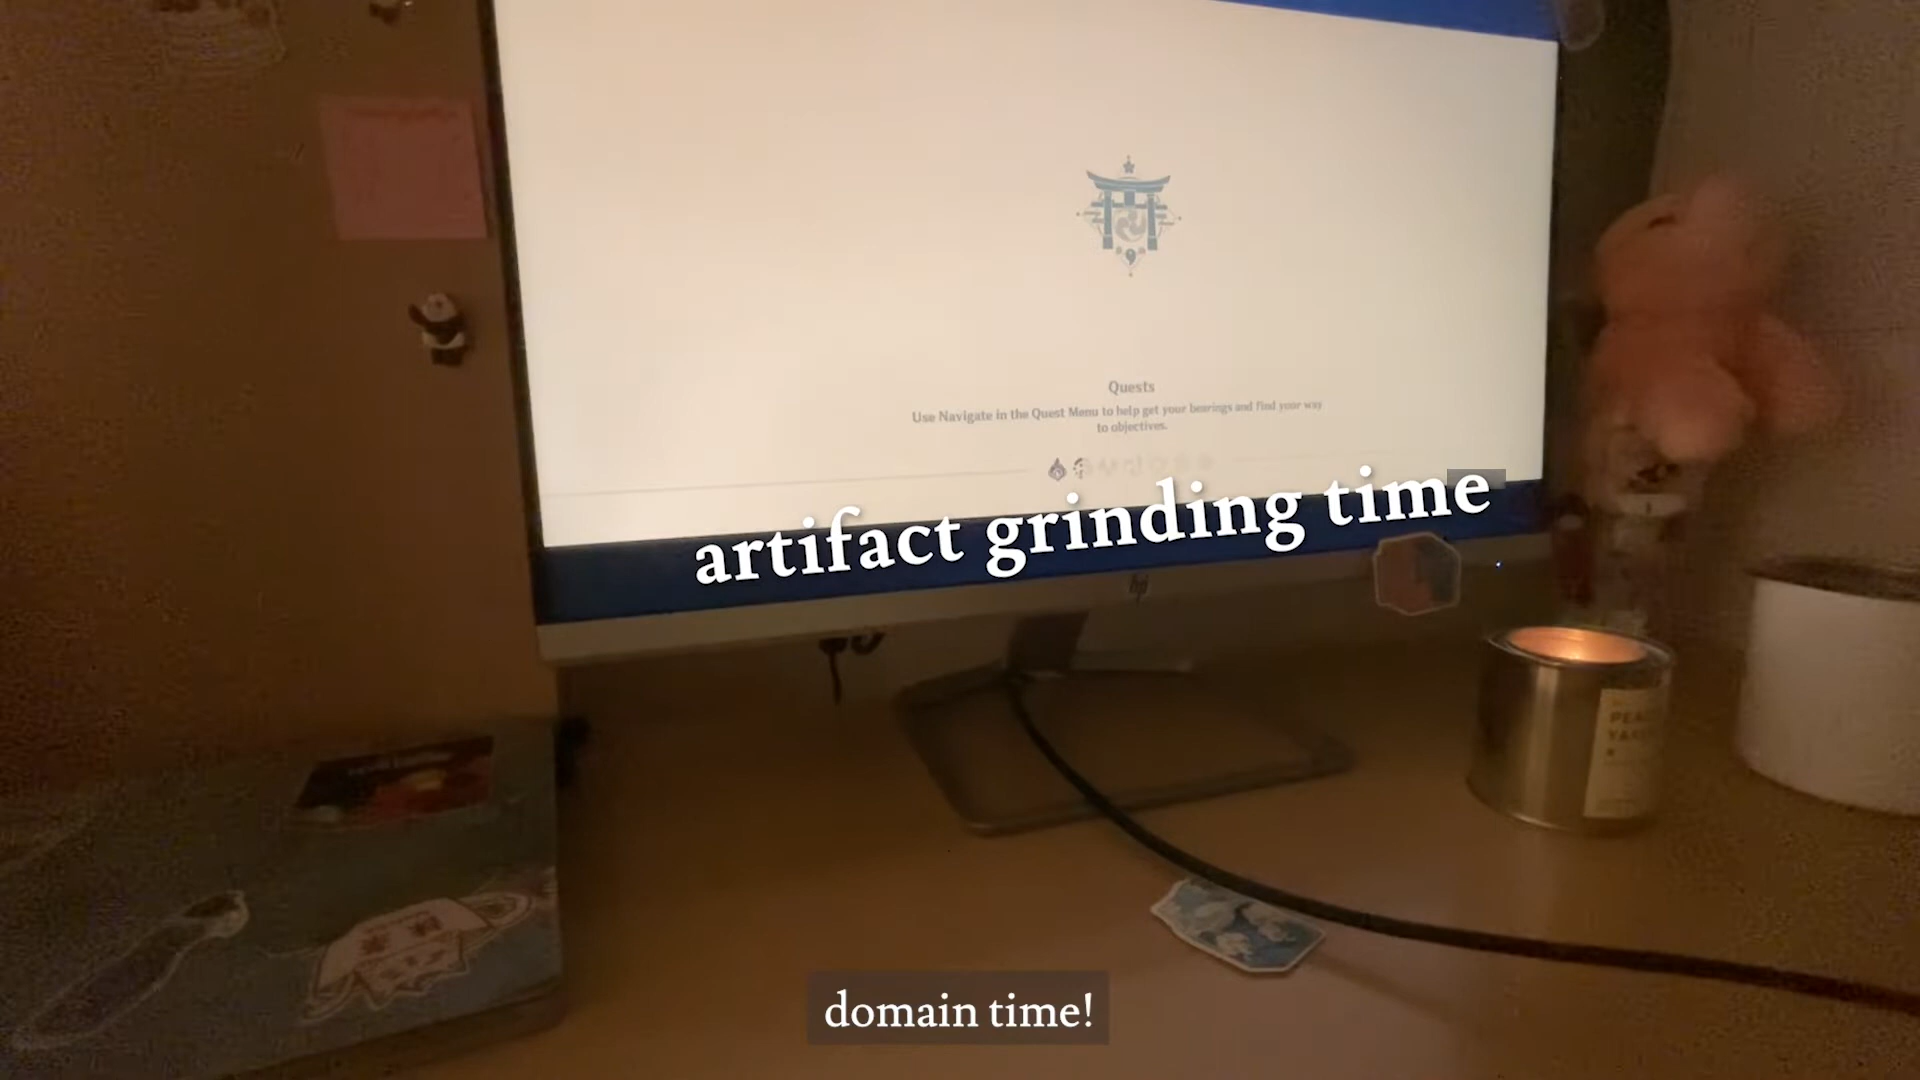 Quests
Use Navigate in the Quest Menu to help get your bearings and find your way
to objectives.
artifact grinding time
hp
domain time!